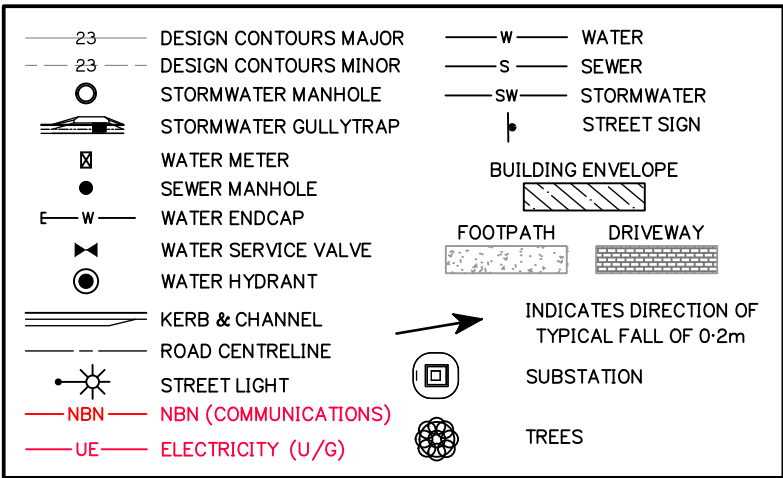 23 DESIGN CONTOURS MAJOR
23 DESIGN CONTOURS MINOR
STORMWATER MANHOLE
STORMWATER GULLYTRAP
WATER METER
SEWER MANHOLE
E W WATER ENDCAP
WATER SERVICE VALVE
WATER HYDRANT
KERB & CHANNEL
ROAD CENTRELINE
STREET LIGHT
NBN NBN (COMMUNICATIONS)
UE ELECTRICITY (U/G)
W WATER
S SEWER
SW STORMWATER
STREET SIGN
BUILDING ENVELOPE
FOOTPATH DRIVEWAY
INDICATES DIRECTION OF
TYPICAL FALL OF 0·2m
SUBSTATION
TREES